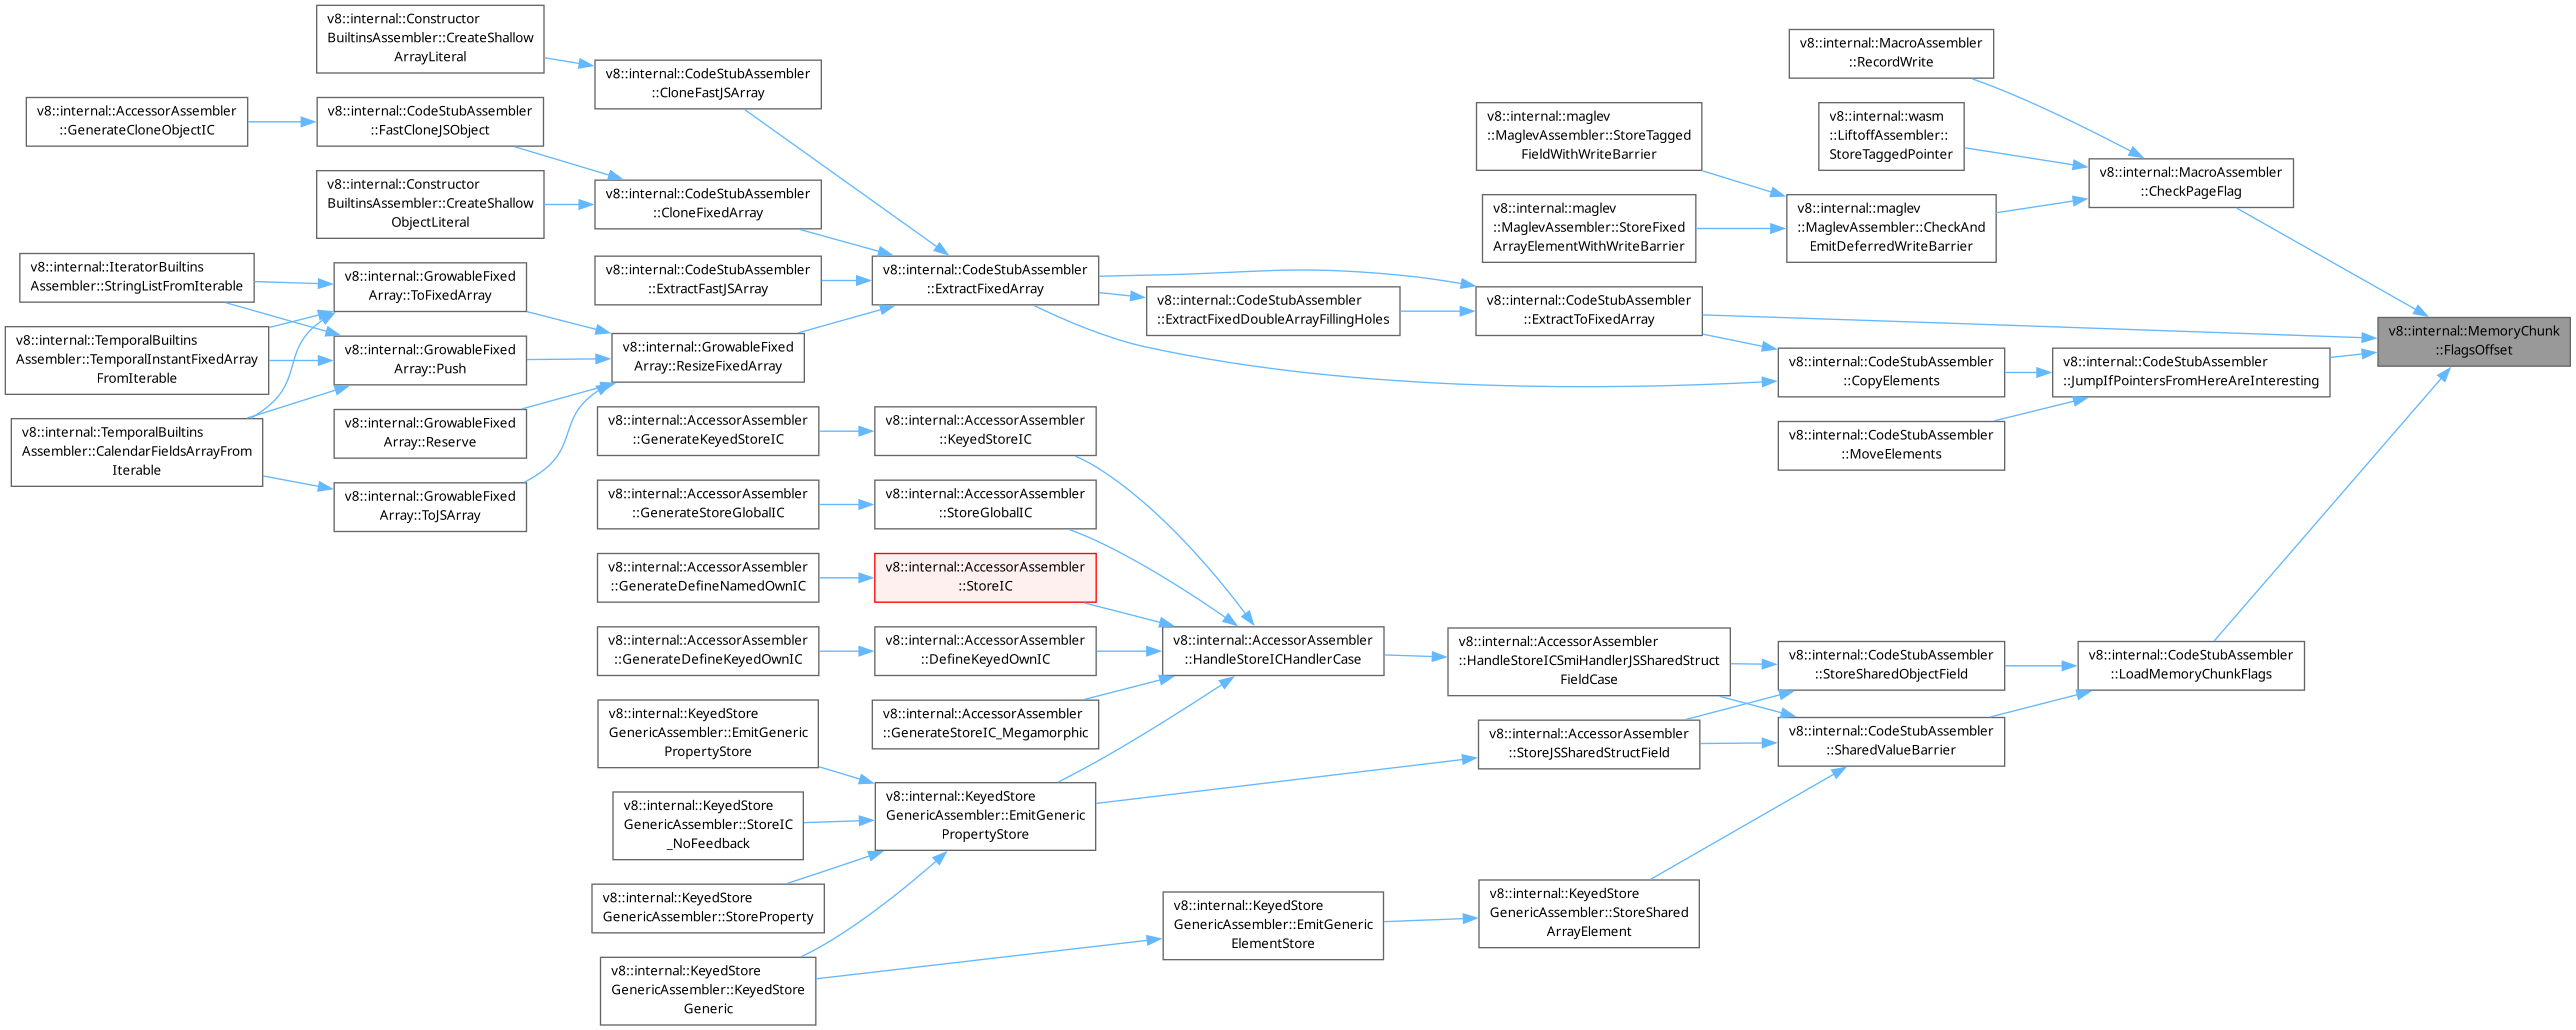 v8::internal::Constructor
BuiltinsAssembler::CreateShallow
ArrayLiteral
v8::internal::AccessorAssembler
::GenerateCloneObjectIC
v8::internal::CodeStubAssembler
::FastCloneJSObject
v8::internal::Constructor
BuiltinsAssembler::CreateShallow
ObjectLiteral
v8::internal::IteratorBuiltins
Assembler::StringListFromIterable
v8::internal::TemporalBuiltins
Assembler::TemporalInstantFixedArray
FromIterable
v8::internal::TemporalBuiltins
Assembler::CalendarFieldsArrayFrom
Iterable
v8::internal::GrowableFixed
Array::ToFixedArray
v8::internal::GrowableFixed
Array::Push
v8::internal::GrowableFixed
Array::Reserve
v8::internal::GrowableFixed
Array::ToJSArray
v8::internal::CodeStubAssembler
::CloneFastJSArray
v8::internal::CodeStubAssembler
::CloneFixedArray
v8::internal::CodeStubAssembler
::ExtractFastJSArray
v8::internal::GrowableFixed
Array::ResizeFixedArray
v8::internal::AccessorAssembler
::GenerateKeyedStoreIC
v8::internal::AccessorAssembler
::GenerateStoreGlobalIC
v8::internal::AccessorAssembler
::GenerateDefineNamedOwnIC
v8::internal::AccessorAssembler
::GenerateDefineKeyedOwnIC
v8::internal::KeyedStore
GenericAssembler::EmitGeneric
PropertyStore
v8::internal::KeyedStore
GenericAssembler::StoreIC
_NoFeedback
v8::internal::KeyedStore
GenericAssembler::StoreProperty
v8::internal::KeyedStore
GenericAssembler::KeyedStore
Generic
v8::internal::CodeStubAssembler
::ExtractFixedArray
v8::internal::AccessorAssembler
::KeyedStoreIC
v8::internal::AccessorAssembler
::StoreGlobalIC
v8::internal::AccessorAssembler
::StoreIC
v8::internal::AccessorAssembler
::DefineKeyedOwnIC
v8::internal::AccessorAssembler
::GenerateStoreIC_Megamorphic
v8::internal::KeyedStore
GenericAssembler::EmitGeneric
PropertyStore
v8::internal::CodeStubAssembler
::ExtractFixedDoubleArrayFillingHoles
v8::internal::AccessorAssembler
::HandleStoreICHandlerCase
v8::internal::KeyedStore
GenericAssembler::EmitGeneric
ElementStore
v8::internal::maglev
::MaglevAssembler::StoreTagged
FieldWithWriteBarrier
v8::internal::maglev
::MaglevAssembler::StoreFixed
ArrayElementWithWriteBarrier
v8::internal::CodeStubAssembler
::ExtractToFixedArray
v8::internal::AccessorAssembler
::HandleStoreICSmiHandlerJSSharedStruct
FieldCase
v8::internal::AccessorAssembler
::StoreJSSharedStructField
v8::internal::KeyedStore
GenericAssembler::StoreShared
ArrayElement
v8::internal::MacroAssembler
::RecordWrite
v8::internal::wasm
::LiftoffAssembler::
StoreTaggedPointer
v8::internal::maglev
::MaglevAssembler::CheckAnd
EmitDeferredWriteBarrier
v8::internal::CodeStubAssembler
::CopyElements
v8::internal::CodeStubAssembler
::MoveElements
v8::internal::CodeStubAssembler
::StoreSharedObjectField
v8::internal::CodeStubAssembler
::SharedValueBarrier
v8::internal::MacroAssembler
::CheckPageFlag
v8::internal::CodeStubAssembler
::JumpIfPointersFromHereAreInteresting
v8::internal::CodeStubAssembler
::LoadMemoryChunkFlags
v8::internal::MemoryChunk
::FlagsOffset